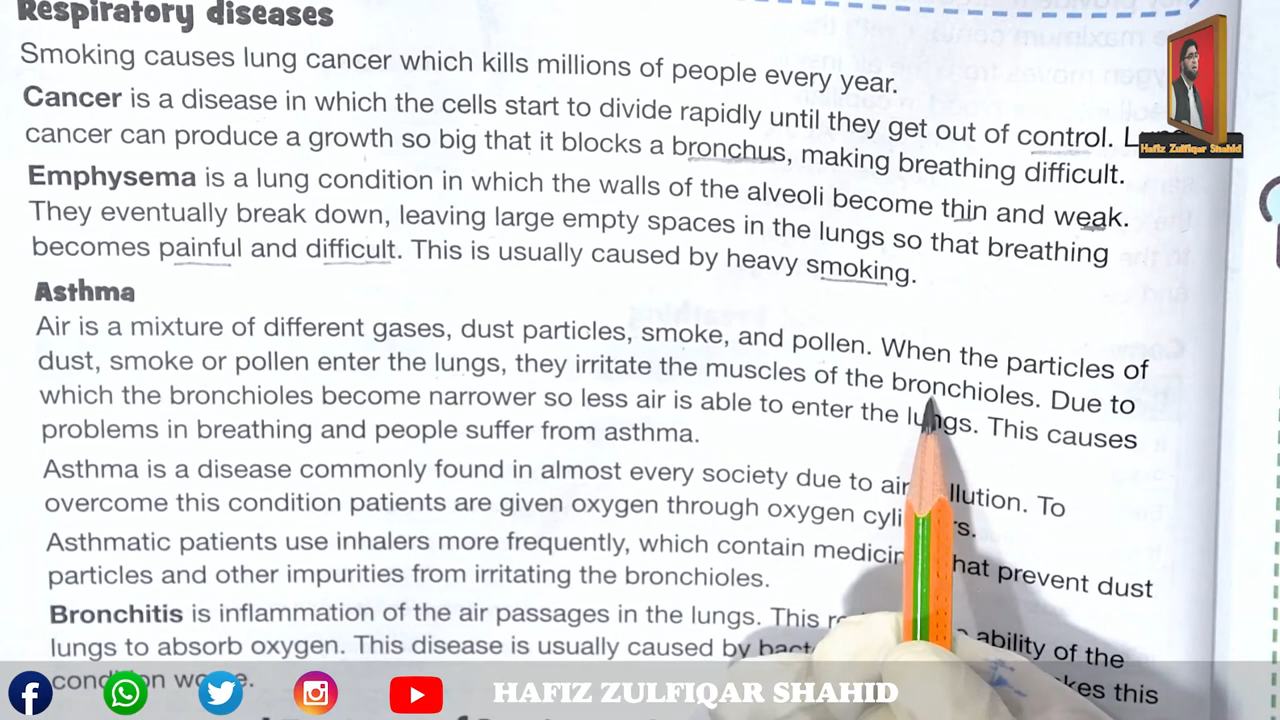 Respiratory diseases
Smoking causes lung cancer which kills millions of people every year.
Cancer is a disease in which the cells start to divide rapidly until they get out of control.
cancer can produce a growth so big that it blocks a bronchus, making breathing difficult.
Emphysema is a lung condition in which the walls of the alveoli become thin and weak.
They eventually break down, leaving large empty spaces in the lungs so that breathing
becomes painful and difficult. This is usually caused by heavy smoking.
Asthma
Air is a mixture of different gases, dust particles, smoke, and pollen. When the particles of
dust, smoke or pollen enter the lungs, they irritate the muscles of the bronchioles. Due to
which the bronchioles become narrower so less air is able to enter the lungs. This causes
problems in breathing and people suffer from asthma.
Asthma is a disease commonly found in almost every society due to air pollution. To
overcome this condition patients are given oxygen through oxygen cylinders.
Asthmatic patients use inhalers more frequently, which contain that prevent dust
particles and other impurities from irritating the bronchioles.
Bronchitis is inflammation of the air passages in the lungs. This ability of the
lungs to absorb oxygen. This disease is usually caused by this
condition
Hafiz Zulfiqar Shahid
HAFIZ ZULFIQAR SHAHID